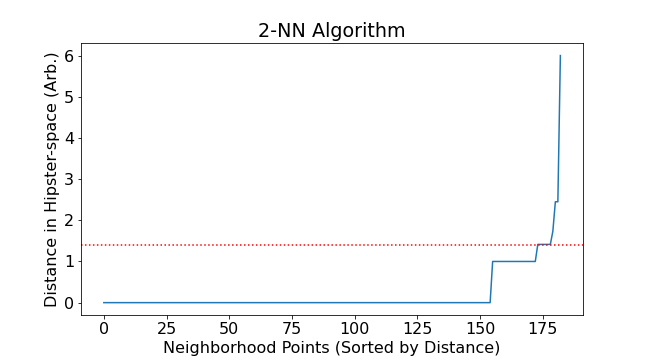 2-NN Algorithm
Distance in Hipster-space (Arb.)
6
5
4
3
2
1
0
0 25 50 75 100 125 150 175
Neighborhood Points (Sorted by Distance)